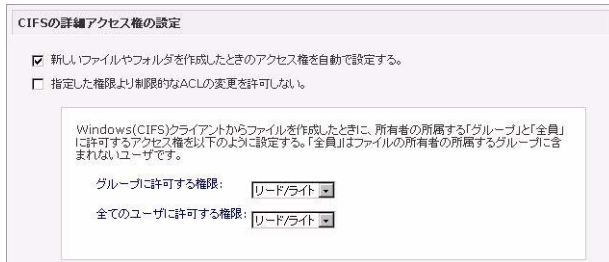 CIFSの詳細アクセス権の設定
新しいファイルやフォルダを作成したときのアクセス権を自動で設定する。
指定した権限より制限的なACLの変更を許可しない。
Windows(CIFS)クライアントからファイルを作成したときに、所有者の所属する「グループ」と「全員」
に許可するアクセス権を以下のように設定する。「全員」はファイルの所有者の所属するグループに含
まれないユーザです。
グループに許可する権限: リード/ライト
全てのユーザに許可する権限: リード/ライト